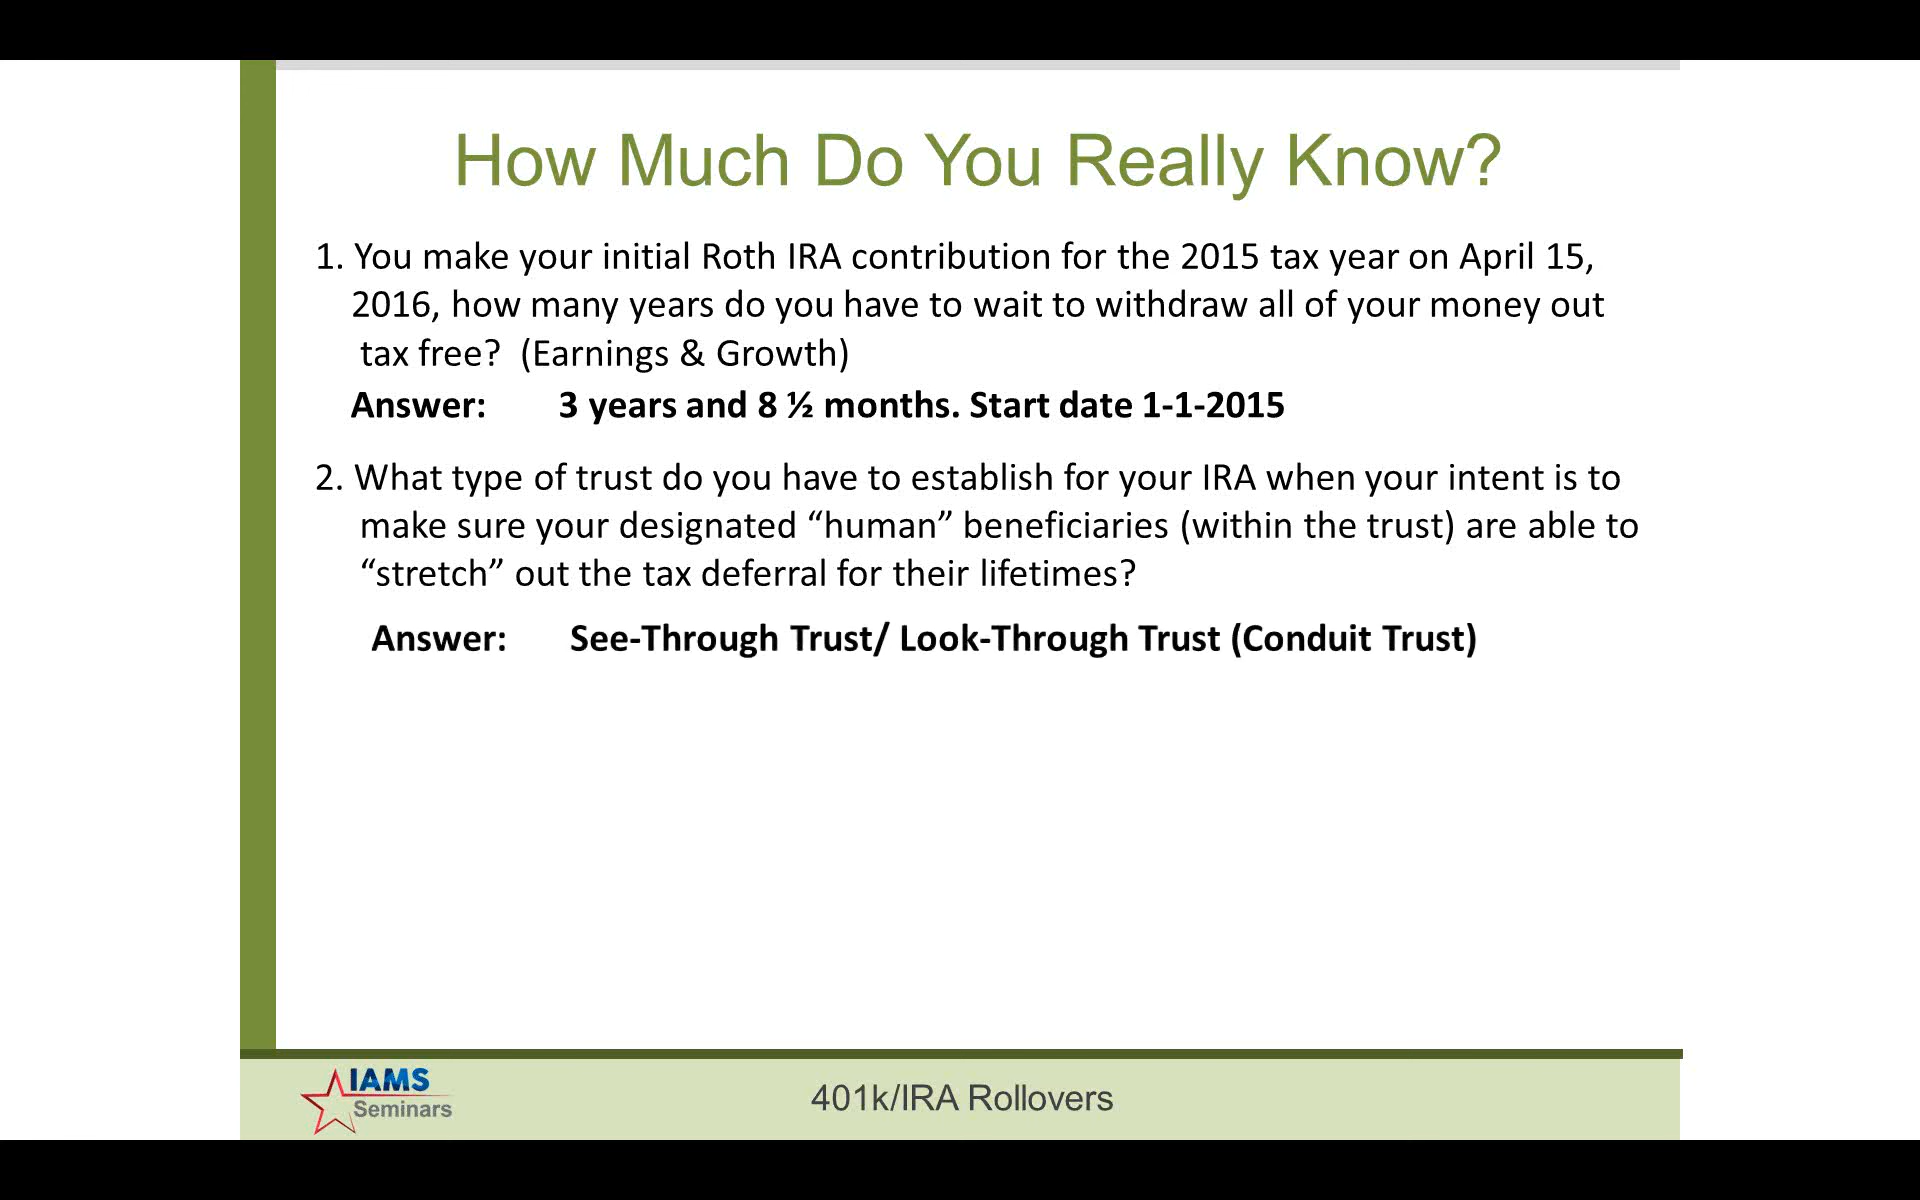 How Much Do You Really Know?
1. You make your initial Roth IRA contribution for the 2015 tax year on April 15,
2016, how many years do you have to wait to withdraw all of your money out
tax free? (Earnings & Growth)
Answer: 3 years and 8 ½ months. Start date 1-1-2015
2. What type of trust do you have to establish for your IRA when your intent is to
make sure your designated “human” beneficiaries (within the trust) are able to
“stretch” out the tax deferral for their lifetimes?
Answer: See-Through Trust/ Look-Through Trust (Conduit Trust)
IAMS
Seminars
401k/IRA Rollovers